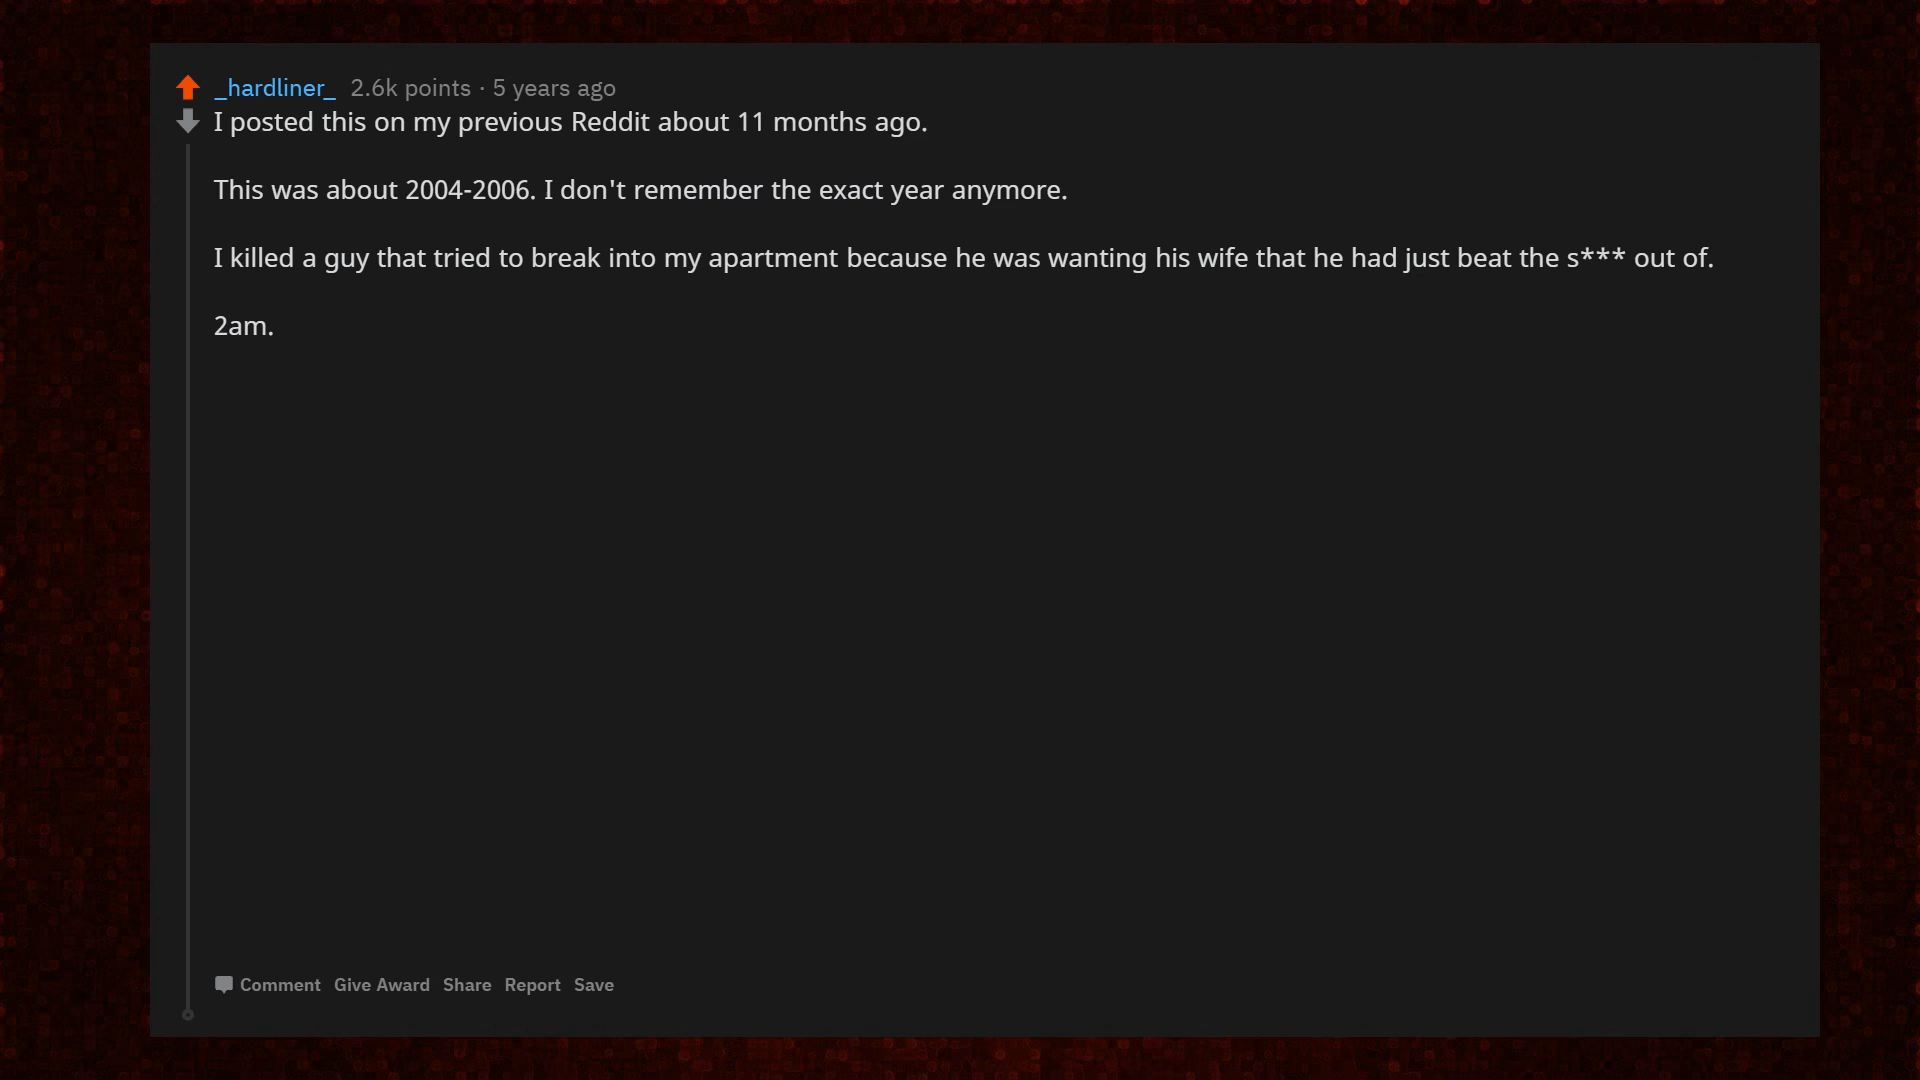 _hardliner_ 2.6k points · 5 years ago
I posted this on my previous Reddit about 11 months ago.
This was about 2004-2006. I don't remember the exact year anymore.
I killed a guy that tried to break into my apartment because he was wanting his wife that he had just beat the s*** out of.
2am.
Comment Give Award Share Report Save